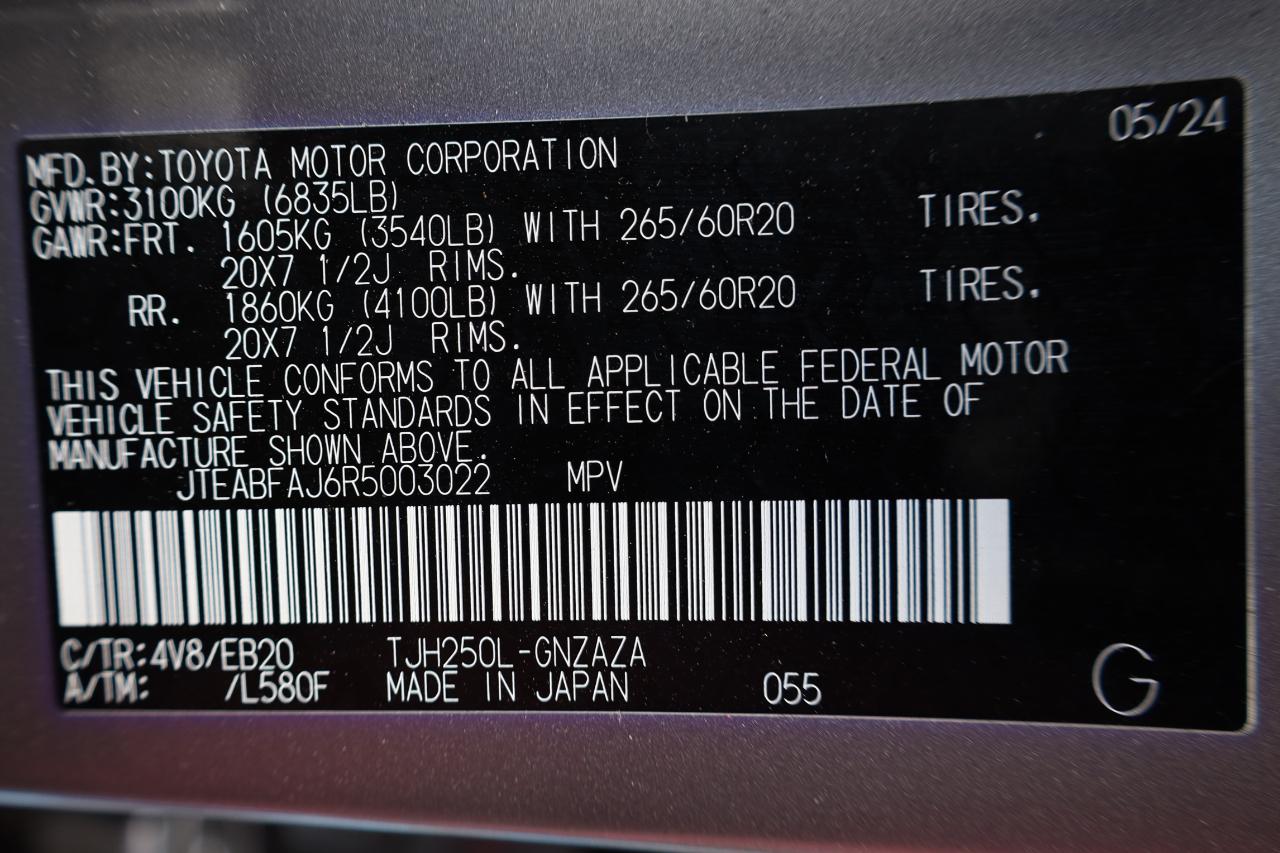 05/24
MFD.BY:TOYOTA MOTOR CORPORATION
GVWR:3100KG (6835LB)
GAWR:FRT. 1605KG (3540LB) WITH 265/60R20 TIRES.
20X7 1/2J RIMS.
RR. 1860KG (4100LB) WITH 265/60R20 TIRES.
20X7 1/2J RIMS.
THIS VEHICLE CONFORMS TO ALL APPLICABLE FEDERAL MOTOR
VEHICLE SAFETY STANDARDS IN EFFECT ON THE DATE OF
MANUFACTURE SHOWN ABOVE.
JTEABFAJ6R5003022 MPV
C/TR:4V8/EB20 TJH250L-GNZAZA
A/TM: /L580F MADE IN JAPAN 055 G